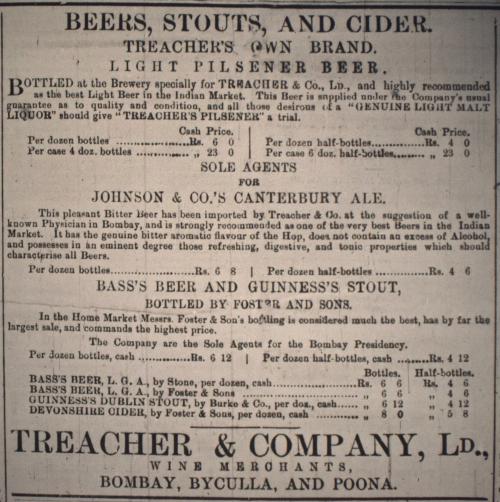 BEERS, STOUTS, AND CIDER.
TREACHER'S OWN BRAND.
LIGHT PILSENER BEER.
BOTTLED at the Brewery specially for TREACHER & Co., LD., and highly recommended
as the best Light Beer in the Indian Market. This Beer is supplied under the Company's usual
guarantee as to quality and condition, and all those desirous of a "GENUINE LIGHT MALT
LIQUOR" should give "TREACHER'S PILSENER" a trial.
Cash Price. Cash Price.
Per dozen bottles ............Rs. 6 0 | Per dozen half-bottles............Rs. 4 0
Per case 4 doz. bottles ............ „ 23 0 | Per case 6 doz. half-bottles......... „ 23 0
SOLE AGENTS
FOR
JOHNSON & CO.'S CANTERBURY ALE.
This pleasant Bitter Beer has been imported by Treacher & Co. at the suggestion of a well-
known Physician in Bombay, and is strongly recommended as one of the very best Beers in the Indian
Market. It has the genuine bitter aromatic flavour of the Hop, does not contain an excess of Alcohol,
and possesses in an eminent degree those refreshing, digestive, and tonic properties which should
characterise all Beers.
Per dozen bottles..................Rs. 6 8 | Per dozen half-bottles...............Rs. 4 6
BASS'S BEER AND GUINNESS'S STOUT,
BOTTLED BY FOSTER AND SONS.
In the Home Market Messrs. Foster & Son's bottling is considered much the best, has by far the
largest sale, and commands the highest price.
The Company are the Sole Agents for the Bombay Presidency.
Per dozen bottles, cash ............Rs. 6 12 | Per dozen half-bottles, cash ......Rs. 4 12
Bottles. Half-bottles.
BASS'S BEER, L. G. A., by Stone, per dozen, cash..................Rs. 6 6 Rs. 4 6
BASS'S BEER, L. G. A., by Foster & Sons ............ „ 6 6 „ 4 6
GUINNESS'S DUBLIN STOUT, by Burke & Co., per doz., cash...... „ 6 12 „ 4 12
DEVONSHIRE CIDER, by Foster & Sons, per dozen, cash ............ „ 8 0 „ 5 8
TREACHER & COMPANY, LD.,
WINE MERCHANTS,
BOMBAY, BYCULLA, AND POONA.